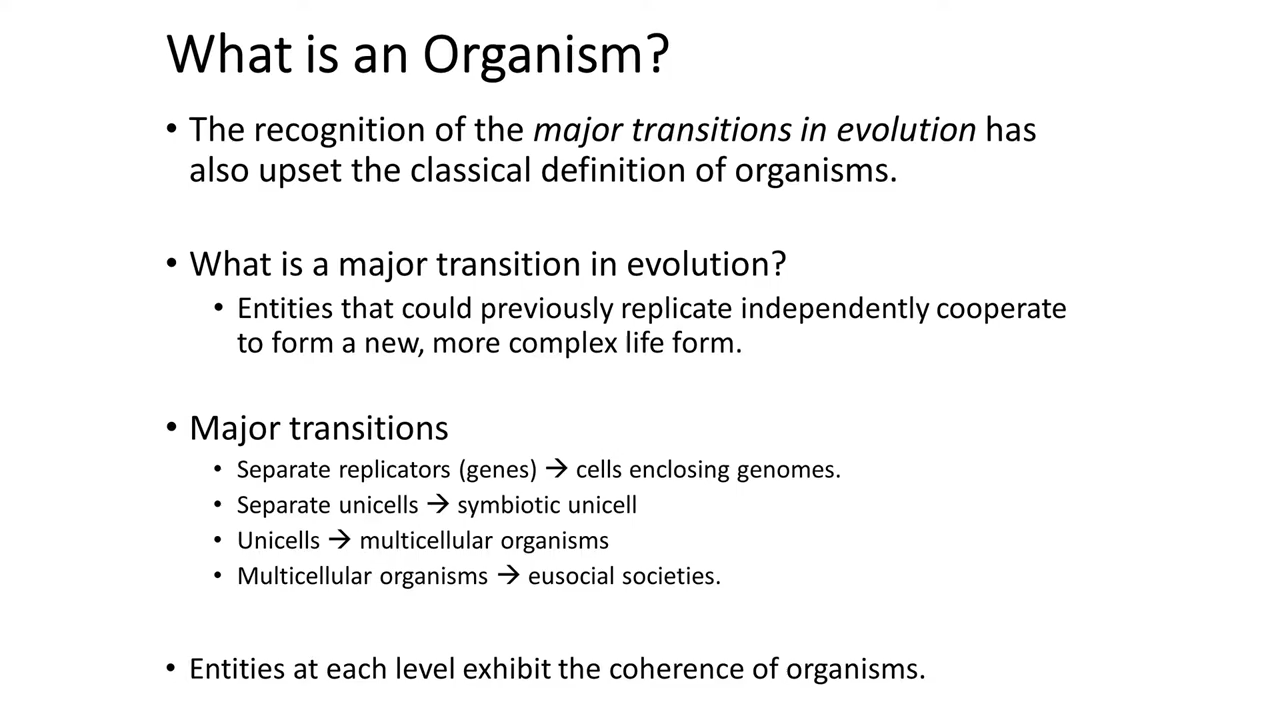 What is an Organism?
• The recognition of the major transitions in evolution has
also upset the classical definition of organisms.
• What is a major transition in evolution?
• Entities that could previously replicate independently cooperate
to form a new, more complex life form.
• Major transitions
• Separate replicators (genes) → cells enclosing genomes.
• Separate unicells → symbiotic unicell
• Unicells → multicellular organisms
• Multicellular organisms → eusocial societies.
• Entities at each level exhibit the coherence of organisms.